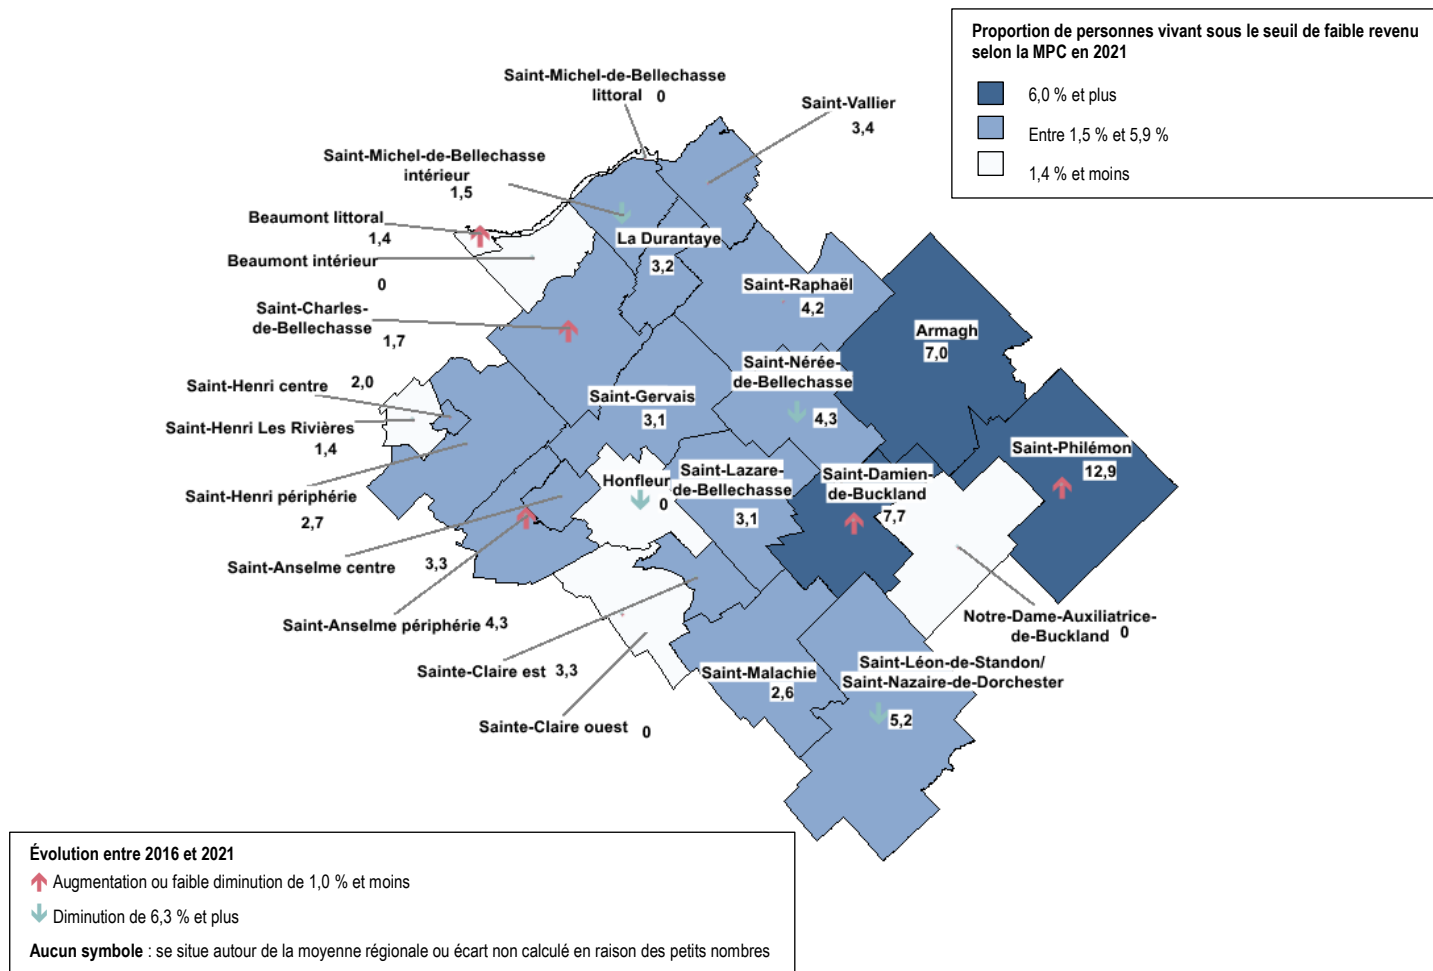 Proportion de personnes vivant sous le seuil de faible revenu
selon la MPC en 2021
6,0 % et plus
Entre 1,5 % et 5,9 %
1,4 % et moins
Saint-Michel-de-Bellechasse
littoral 0
Saint-Vallier
3,4
Saint-Michel-de-Bellechasse
intérieur
1,5
Beaumont littoral
1,4
Beaumont intérieur
0
La Durantaye
3,2
Saint-Raphaël
4,2
Saint-Charles-
de-Bellechasse
1,7
Armagh
7,0
Saint-Nérée-
de-Bellechasse
4,3
Saint-Henri centre 2,0
Saint-Gervais
3,1
Saint-Henri Les Rivières
1,4
Saint-Philémon
12,9
Saint-Henri périphérie
2,7
Honfleur
0
Saint-Lazare-
de-Bellechasse
3,1
Saint-Damien-
de-Buckland
7,7
Saint-Anselme centre 3,3
Saint-Anselme périphérie 4,3
Notre-Dame-Auxiliatrice-
de-Buckland 0
Sainte-Claire est 3,3
Saint-Malachie
2,6
Saint-Léon-de-Standon/
Saint-Nazaire-de-Dorchester
5,2
Sainte-Claire ouest 0
Évolution entre 2016 et 2021
Augmentation ou faible diminution de 1,0 % et moins
Diminution de 6,3 % et plus
Aucun symbole : se situe autour de la moyenne régionale ou écart non calculé en raison des petits nombres